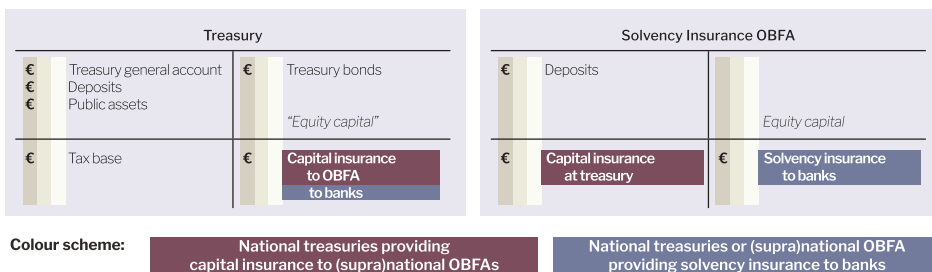 Treasury
€ Treasury general account
€ Deposits
€ Public assets
€ Treasury bonds
"Equity capital"
€ Tax base
€ Capital insurance
to OBFA
to banks
Solvency Insurance OBFA
€ Deposits
Equity capital
€ Capital insurance
at treasury
€ Solvency insurance
to banks
Colour scheme:
National treasuries providing
capital insurance to (supra)national OBFAs
National treasuries or (supra)national OBFA
providing solvency insurance to banks